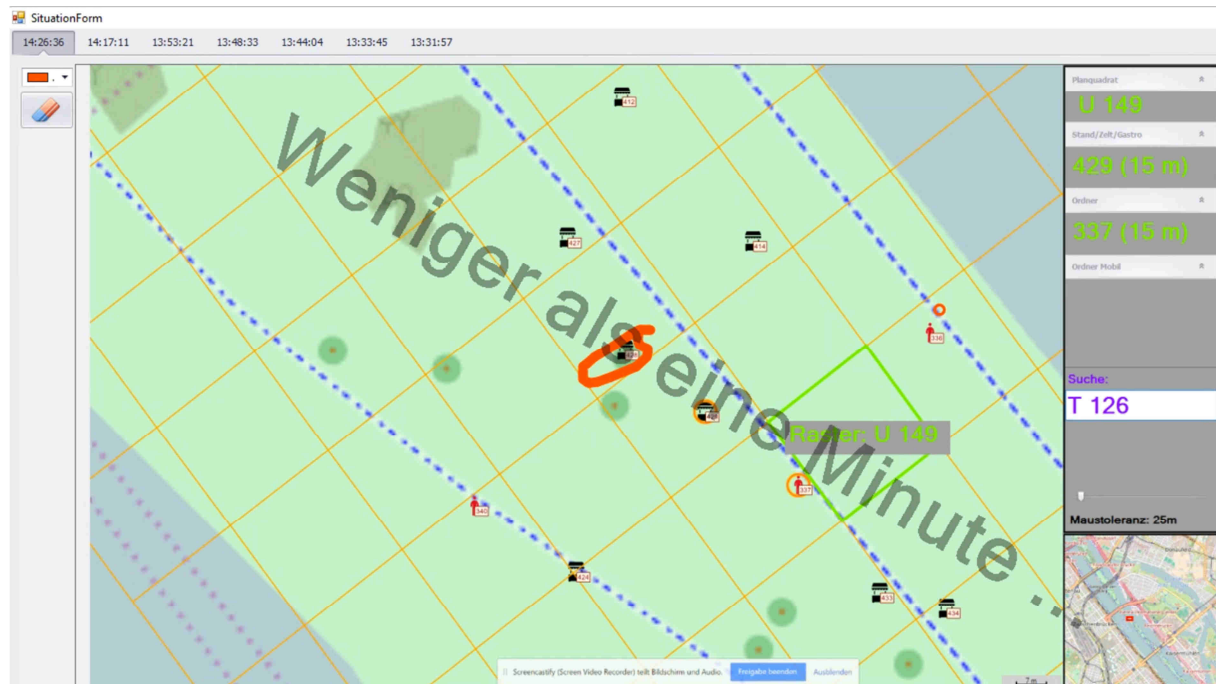 SituationForm
14:26:36 14:17:11 13:53:21 13:48:33 13:44:04 13:33:45 13:31:57
Planquadrat
U 149
Stand/Zelt/Gastro
429 (15 m)
Ordner
337 (15 m)
Ordner Mobil
Suche:
T 126
Maustoleranz: 25m
412
427
414
Weniger als eine Minute ..
336
Raster: U 149
337
340
424
433
434
Screencastify (Screen Video Recorder) teilt Bildschirm und Audio. Freigabe beenden Ausblenden
7 m